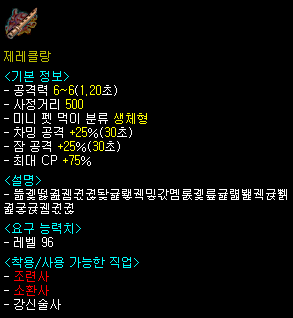 제레클랑
<기본 정보>
- 공격력 6~6(1.20초)
- 사정거리 500
- 미니 펫 먹이 분류 생체형
- 차밍 공격 +25%(30초)
- 잠 공격 +25%(30초)
- 최대 CP +75%
<설명>
<요구 능력치>
- 레벨 96
<착용/사용 가능한 직업>
- 조련사
- 소환사
- 강신술사